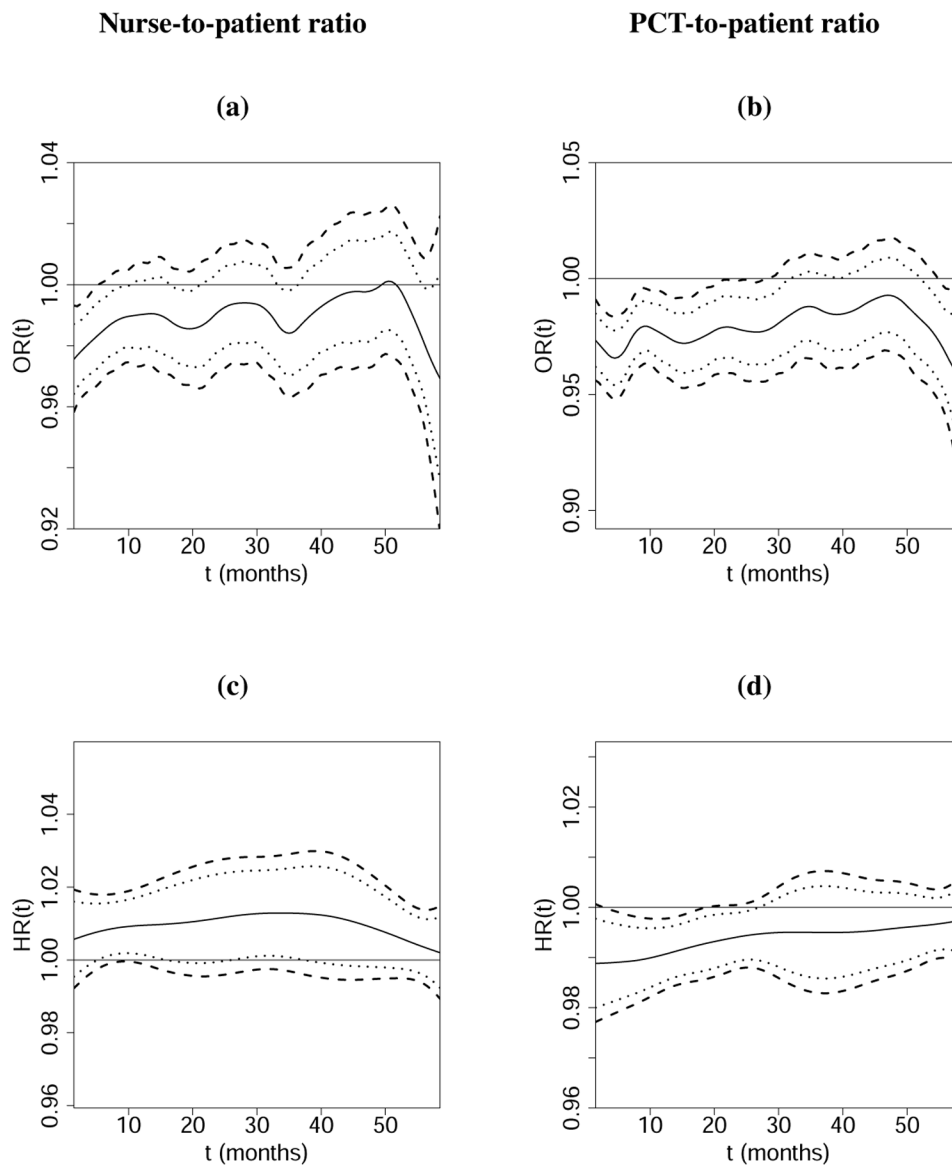 Nurse-to-patient ratio
PCT-to-patient ratio
(a)
(b)
OR(t)
1.04
1.00
0.96
0.92
10 20 30 40 50
t (months)
OR(t)
1.05
1.00
0.95
0.90
10 20 30 40 50
t (months)
(c)
(d)
HR(t)
1.04
1.02
1.00
0.98
0.96
10 20 30 40 50
t (months)
HR(t)
1.02
1.00
0.98
0.96
10 20 30 40 50
t (months)